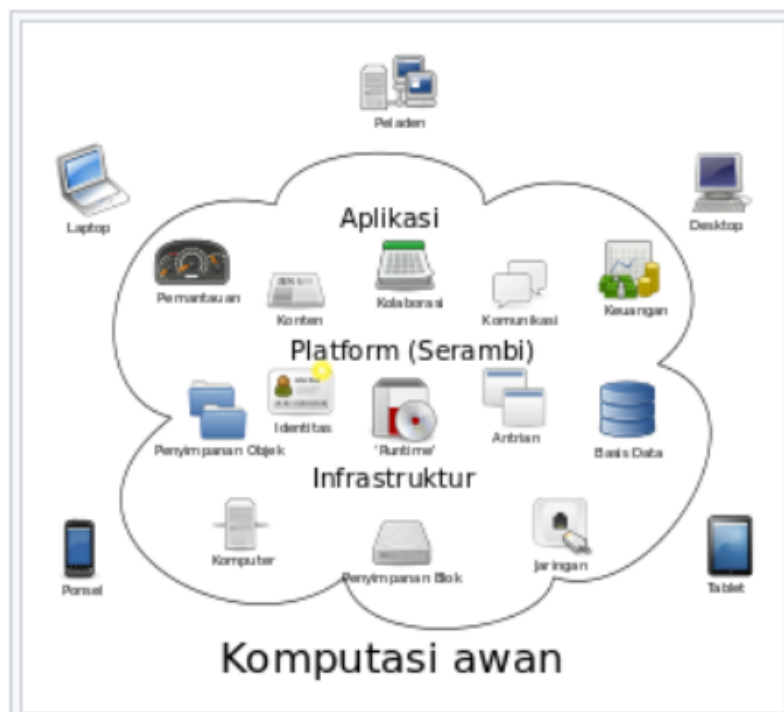 Peladen
Laptop
Desktop
Aplikasi
Pemantauan
Konten
Kolaborasi
Komunikasi
Keuangan
Platform (Serambi)
Penyimpanan Objek
Identitas
'Runtime'
Antrian
Basis Data
Infrastruktur
Ponsel
Komputer
Penyimpanan Blok
Jaringan
Tablet
Komputasi awan